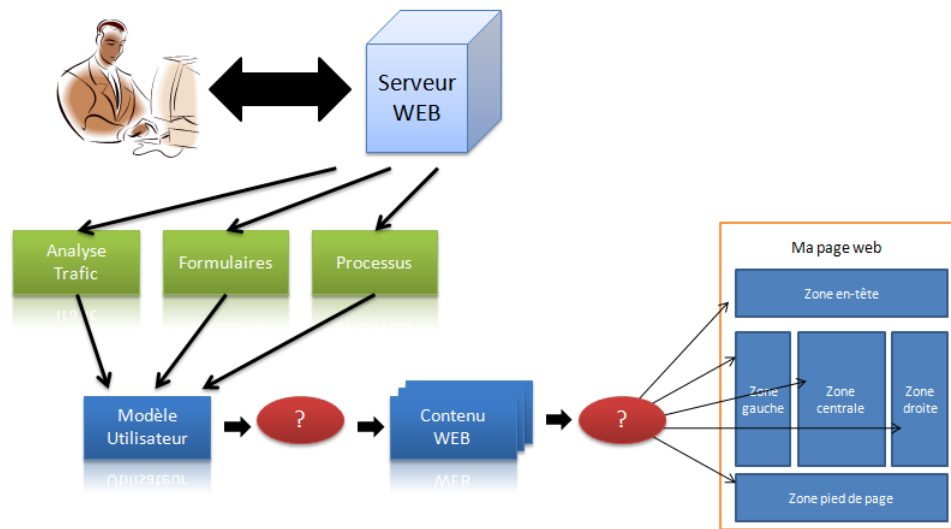 Serveur
WEB
Analyse
Trafic
Formulaires
Processus
Ma page web
Zone en-tête
Zone
gauche
Zone
centrale
Zone
droite
Zone pied de page
Modèle
Utilisateur
?
Contenu
WEB
?